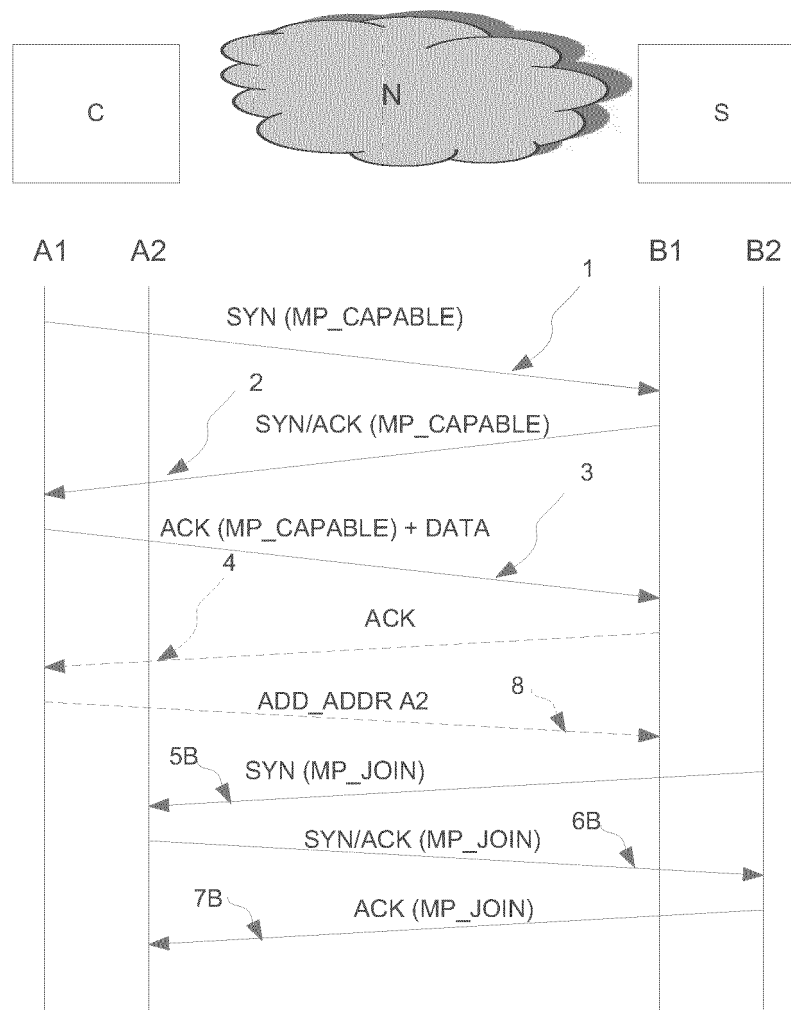 C
N
S
A1
A2
B1
B2
1
SYN (MP_CAPABLE)
2
SYN/ACK (MP_CAPABLE)
3
ACK (MP_CAPABLE) + DATA
4
ACK
ADD_ADDR A2
8
5B
SYN (MP_JOIN)
6B
SYN/ACK (MP_JOIN)
7B
ACK (MP_JOIN)